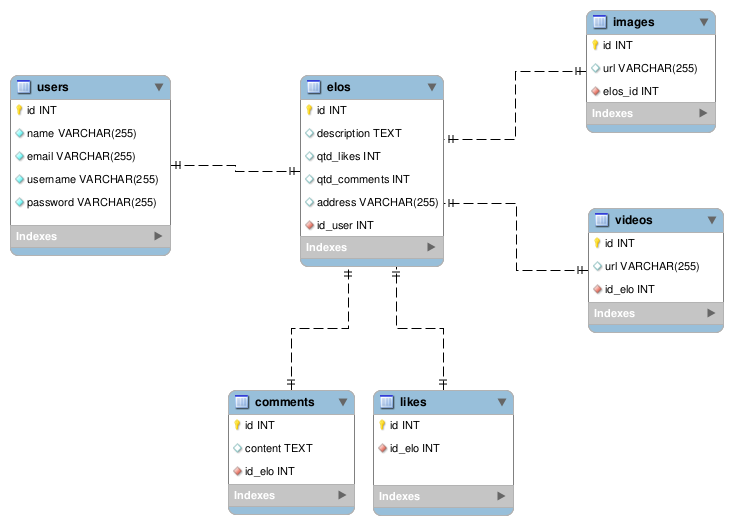 users
id INT
name VARCHAR(255)
email VARCHAR(255)
username VARCHAR(255)
password VARCHAR(255)
Indexes
elos
id INT
description TEXT
qtd_likes INT
qtd_comments INT
address VARCHAR(255)
id_user INT
Indexes
images
id INT
url VARCHAR(255)
elos_id INT
Indexes
videos
id INT
url VARCHAR(255)
id_elo INT
Indexes
comments
id INT
content TEXT
id_elo INT
Indexes
likes
id INT
id_elo INT
Indexes